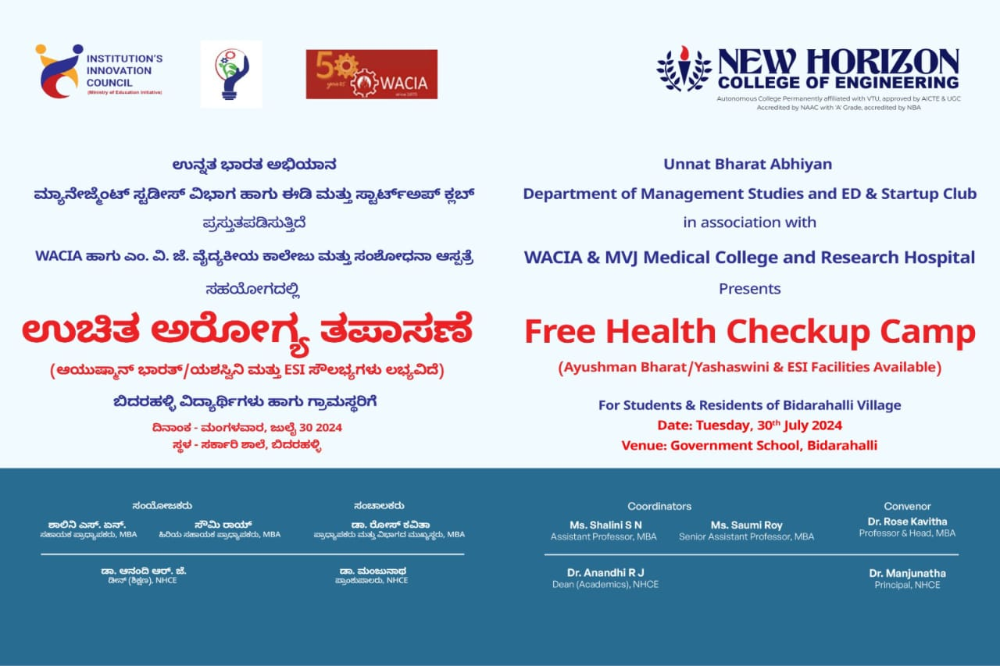 INSTITUTION'S
INNOVATION
COUNCIL
(Ministry of Education Initiative)
50
years
WACIA
since 1975
NEW HORIZON
COLLEGE OF ENGINEERING
Autonomous College Permanently affiliated with VTU, approved by AICTE & UGC
Accredited by NAAC with 'A' Grade, accredited by NBA
ಉನ್ನತ ಭಾರತ ಅಭಿಯಾನ
ಮ್ಯಾನೇಜ್ಮೆಂಟ್ ಸ್ಟಡೀಸ್ ವಿಭಾಗ ಹಾಗು ಈಡಿ ಮತ್ತು ಸ್ಟಾರ್ಟ್‌ಅಪ್ ಕ್ಲಬ್
ಪ್ರಸ್ತುತಪಡಿಸುತ್ತಿದೆ
WACIA ಹಾಗು ಎಂ. ವಿ. ಜೆ. ವೈದ್ಯಕೀಯ ಕಾಲೇಜು ಮತ್ತು ಸಂಶೋಧನಾ ಆಸ್ಪತ್ರೆ
ಸಹಯೋಗದಲ್ಲಿ
ಉಚಿತ ಅರೋಗ್ಯ ತಪಾಸಣೆ
(ಆಯುಷ್ಮಾನ್ ಭಾರತ್/ಯಶಸ್ವಿನಿ ಮತ್ತು ESI ಸೌಲಭ್ಯಗಳು ಲಭ್ಯವಿದೆ)
ಬಿದರಹಳ್ಳಿ ವಿದ್ಯಾರ್ಥಿಗಳು ಹಾಗು ಗ್ರಾಮಸ್ಥರಿಗೆ
ದಿನಾಂಕ - ಮಂಗಳವಾರ, ಜುಲೈ 30 2024
ಸ್ಥಳ - ಸರ್ಕಾರಿ ಶಾಲೆ, ಬಿದರಹಳ್ಳಿ
Unnat Bharat Abhiyan
Department of Management Studies and ED & Startup Club
in association with
WACIA & MVJ Medical College and Research Hospital
Presents
Free Health Checkup Camp
(Ayushman Bharat/Yashaswini & ESI Facilities Available)
For Students & Residents of Bidarahalli Village
Date: Tuesday, 30th July 2024
Venue: Government School, Bidarahalli
ಸಂಯೋಜಕರು
ಶಾಲಿನಿ ಎಸ್. ಏನ್.
ಸಹಾಯಕ ಪ್ರಾಧ್ಯಾಪಕರು, MBA
ಸೌಮಿ ರಾಯ್
ಹಿರಿಯ ಸಹಾಯಕ ಪ್ರಾಧ್ಯಾಪಕರು, MBA
ಸಂಚಾಲಕರು
ಡಾ. ರೋಸ್ ಕವಿತಾ
ಪ್ರಾಧ್ಯಾಪಕರು ಮತ್ತು ವಿಭಾಗದ ಮುಖ್ಯಸ್ಥರು, MBA
ಡಾ. ಆನಂದಿ ಆರ್. ಜೆ.
ಡೀನ್ (ಶಿಕ್ಷಣ), NHCE
ಡಾ. ಮಂಜುನಾಥ
ಪ್ರಾಂಶುಪಾಲರು, NHCE
Coordinators
Ms. Shalini S N
Assistant Professor, MBA
Ms. Saumi Roy
Senior Assistant Professor, MBA
Convenor
Dr. Rose Kavitha
Professor & Head, MBA
Dr. Anandhi R J
Dean (Academics), NHCE
Dr. Manjunatha
Principal, NHCE